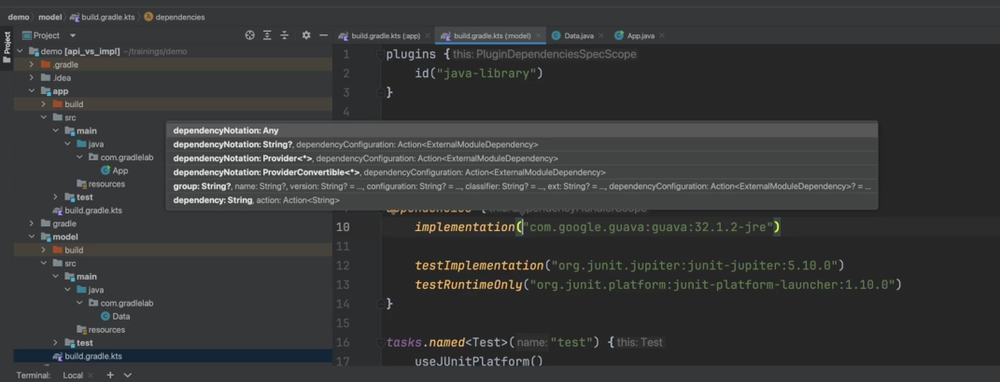 demo model build.gradle.kts dependencies
Project
Project
build.gradle.kts (:app) build.gradle.kts (:model) Data.java App.java
demo [api_vs_impl] ~/trainings/demo
.gradle
.idea
app
build
src
main
java
com.gradlelab
App
resources
test
build.gradle.kts
gradle
model
build
src
main
java
com.gradlelab
Data
resources
test
build.gradle.kts
1 plugins { this: PluginDependenciesSpecScope
2 id("java-library")
3 }
4
dependencyNotation: Any
dependencyNotation: String?, dependencyConfiguration: Action<ExternalModuleDependency>
dependencyNotation: Provider<*>, dependencyConfiguration: Action<ExternalModuleDependency>
dependencyNotation: ProviderConvertible<*>, dependencyConfiguration: Action<ExternalModuleDependency>
group: String?, name: String?, version: String? = ..., configuration: String? = ..., classifier: String? = ..., ext: String? = ..., dependencyConfiguration: Action<ExternalModuleDependency>? = ...
dependency: String, action: Action<String>
dependencies { this: DependencyHandlerScope
10 implementation("com.google.guava:guava:32.1.2-jre")
11
12 testImplementation("org.junit.jupiter:junit-jupiter:5.10.0")
13 testRuntimeOnly("org.junit.platform:junit-platform-launcher:1.10.0")
14 }
15
16 tasks.named<Test>( name: "test") { this: Test
17 useJUnitPlatform()
Terminal: Local